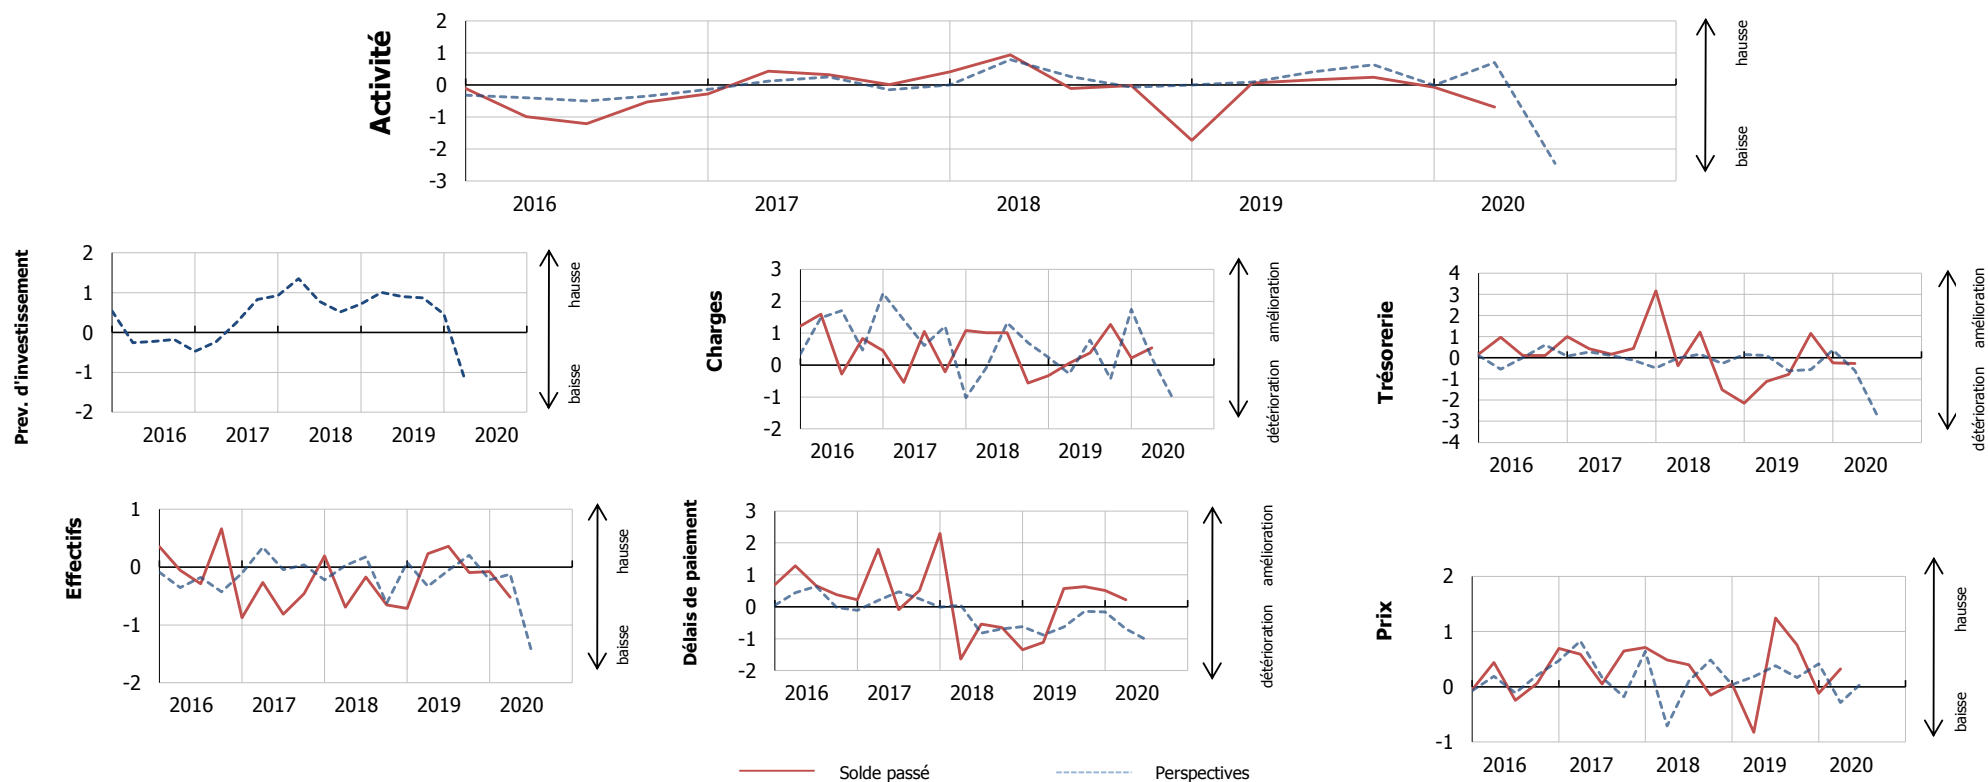 Activité
2
1
0
-1
-2
-3
2016 2017 2018 2019 2020
hausse
baisse
Prev. d'investissement
2
1
0
-1
-2
2016 2017 2018 2019 2020
hausse
baisse
Charges
3
2
1
0
-1
-2
2016 2017 2018 2019 2020
amélioration
détérioration
Trésorerie
4
3
2
1
0
-1
-2
-3
-4
2016 2017 2018 2019 2020
amélioration
détérioration
Effectifs
1
0
-1
-2
2016 2017 2018 2019 2020
hausse
baisse
Délais de paiement
3
2
1
0
-1
-2
2016 2017 2018 2019 2020
amélioration
détérioration
Prix
2
1
0
-1
2016 2017 2018 2019 2020
hausse
baisse
Solde passé Perspectives